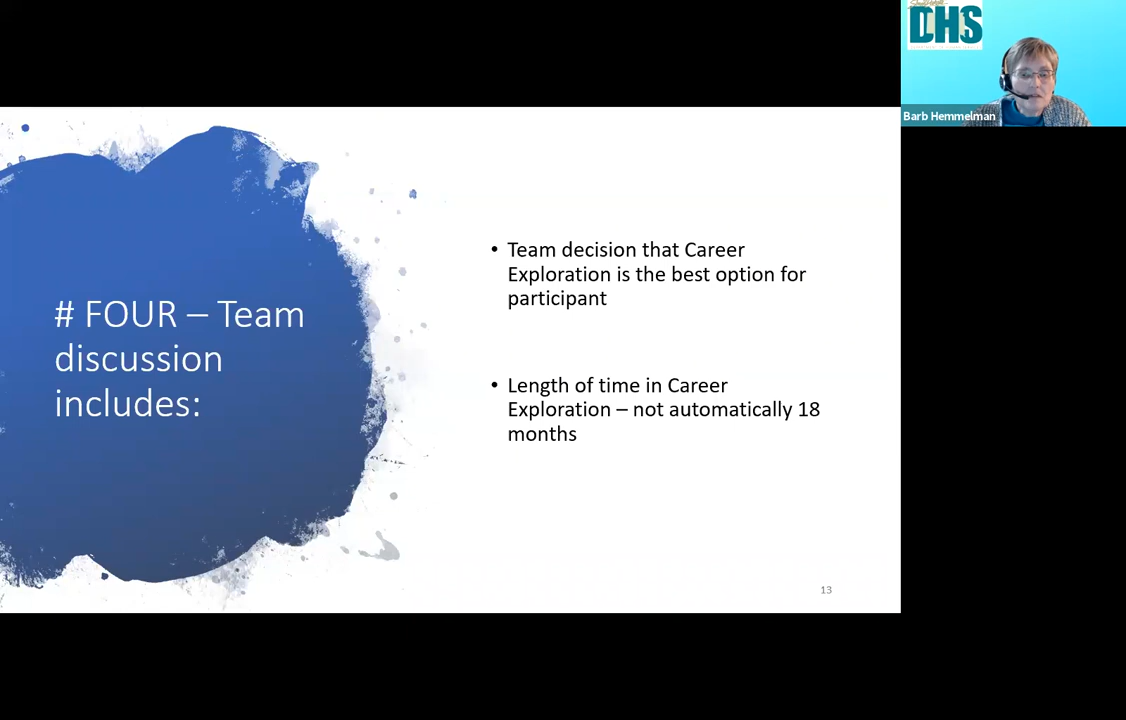 DHS
Barb Hemmelman
# FOUR – Team
discussion
includes:
• Team decision that Career
Exploration is the best option for
participant
• Length of time in Career
Exploration – not automatically 18
months
13